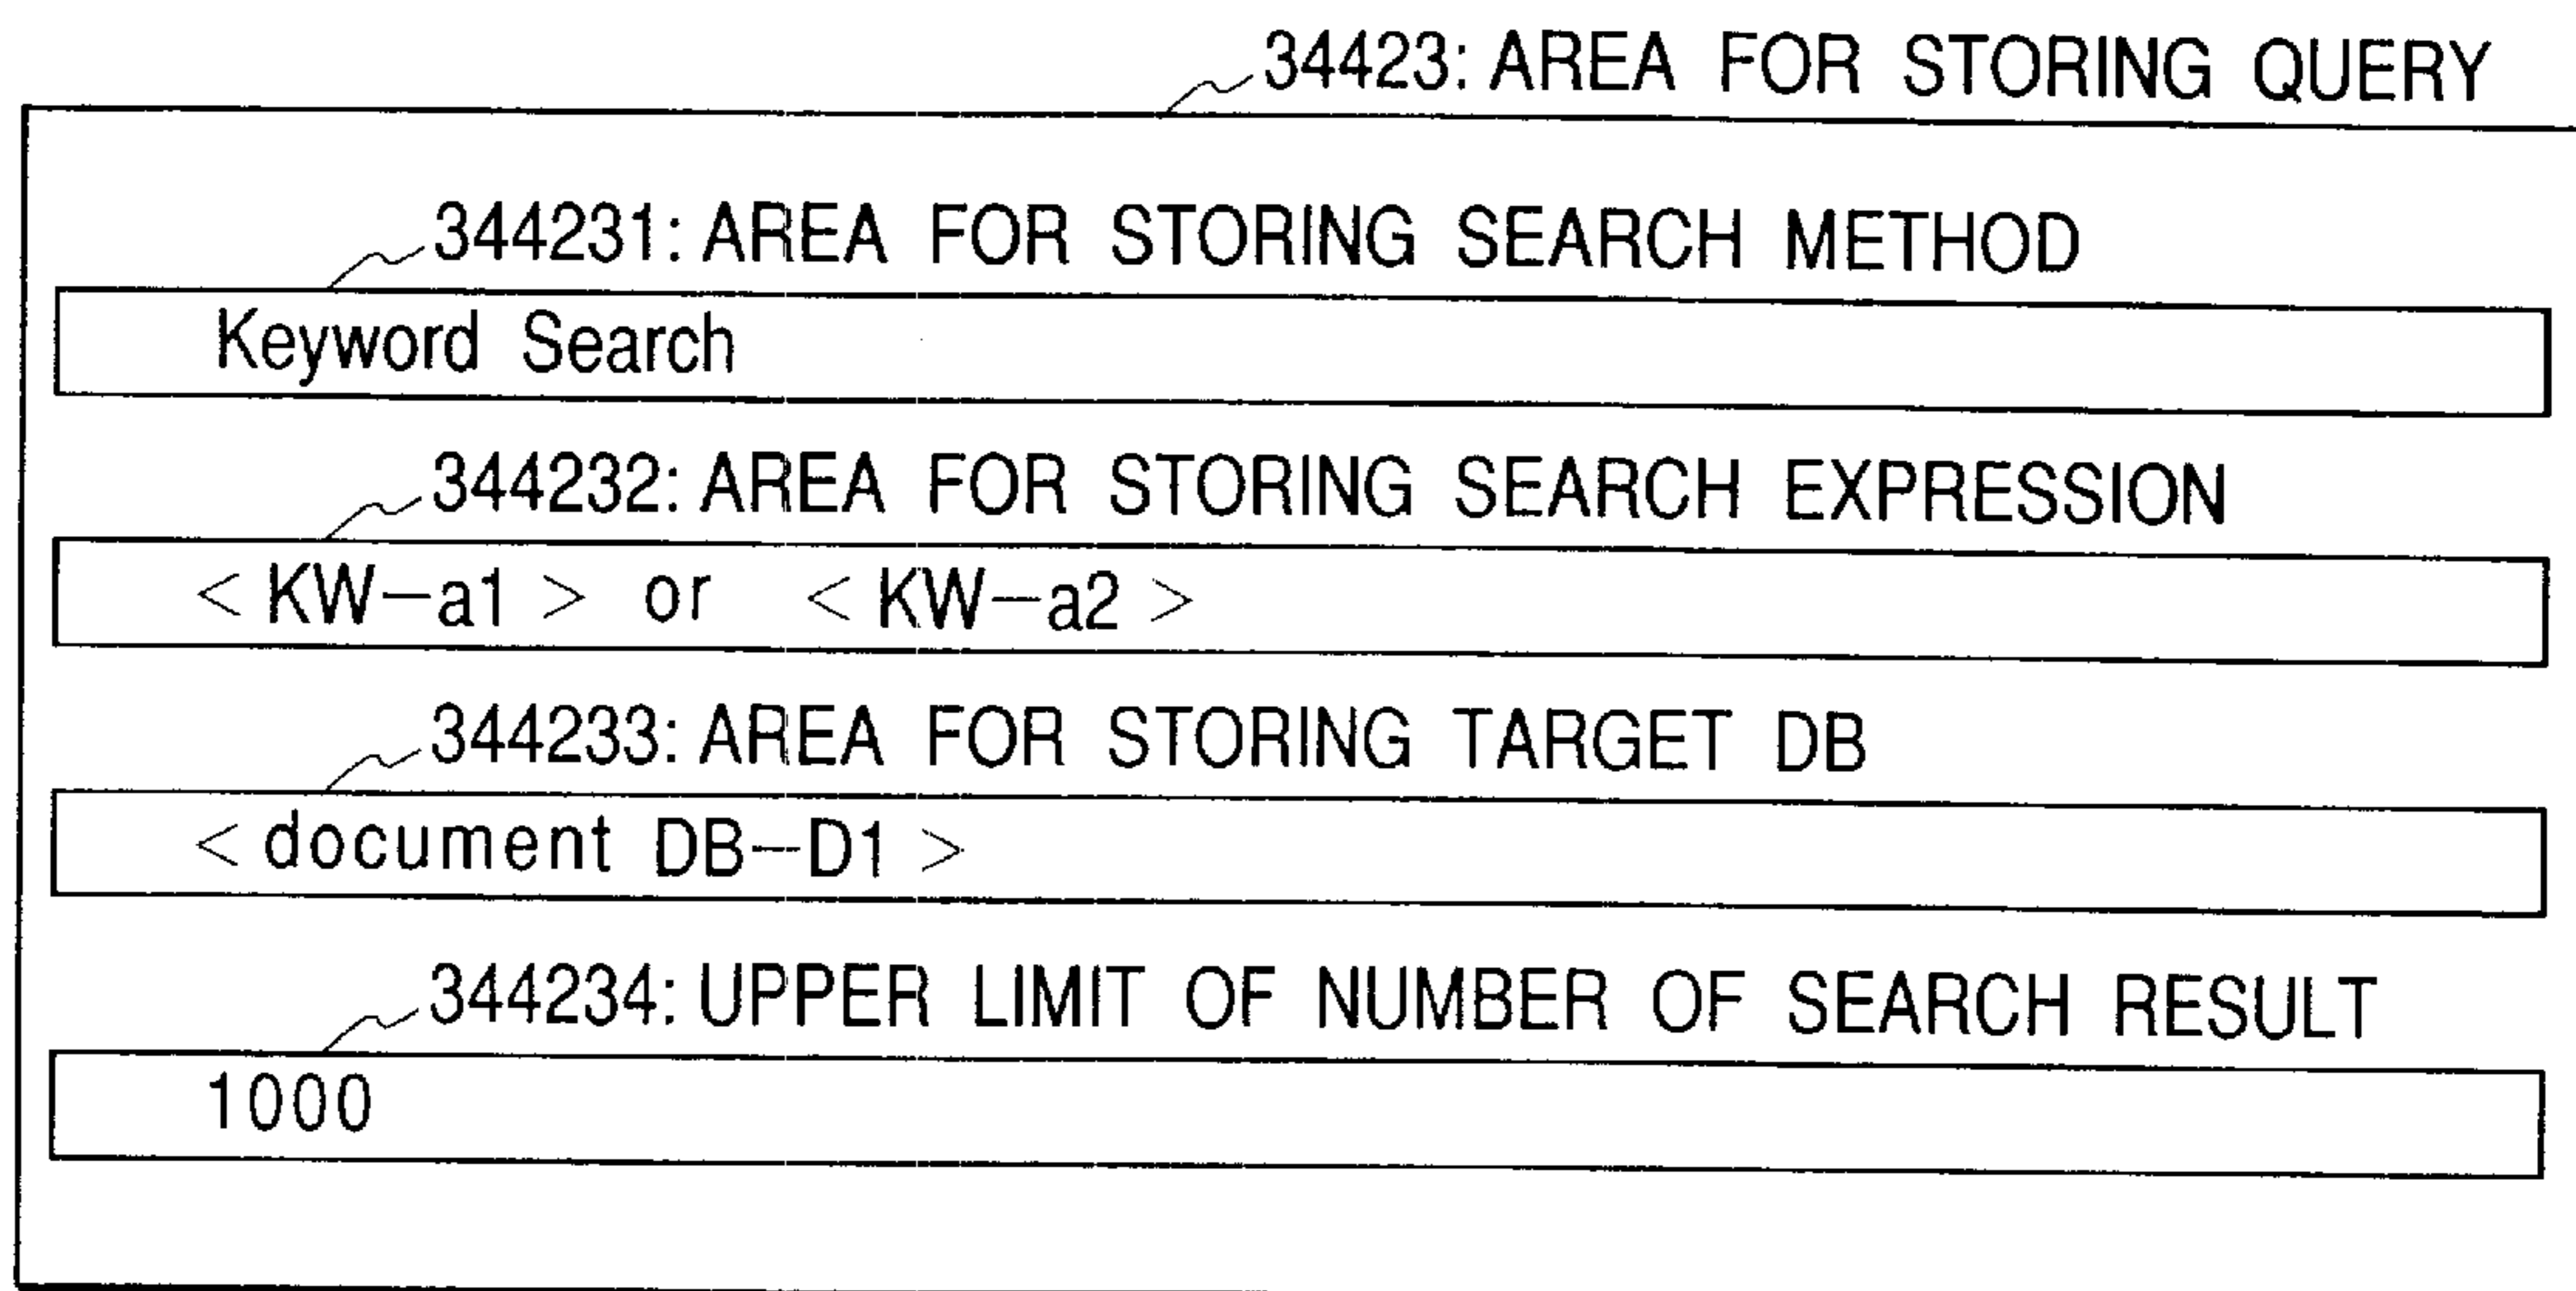 34423: AREA FOR STORING QUERY
344231: AREA FOR STORING SEARCH METHOD
Keyword Search
344232: AREA FOR STORING SEARCH EXPRESSION
< KW–a1 > or < KW–a2 >
344233: AREA FOR STORING TARGET DB
< document DB–D1 >
344234: UPPER LIMIT OF NUMBER OF SEARCH RESULT
1000